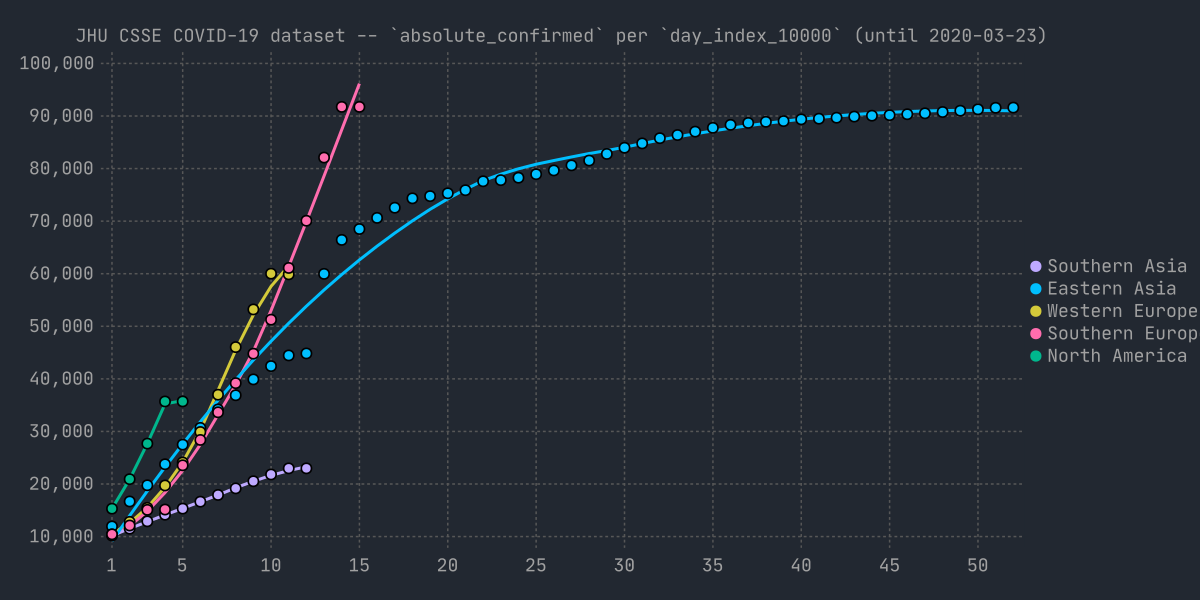 JHU CSSE COVID-19 dataset -- `absolute_confirmed` per `day_index_10000` (until 2020-03-23)
100,000
90,000
80,000
70,000
60,000
50,000
40,000
30,000
20,000
10,000
1 5 10 15 20 25 30 35 40 45 50
Southern Asia
Eastern Asia
Western Europe
Southern Europ
North America